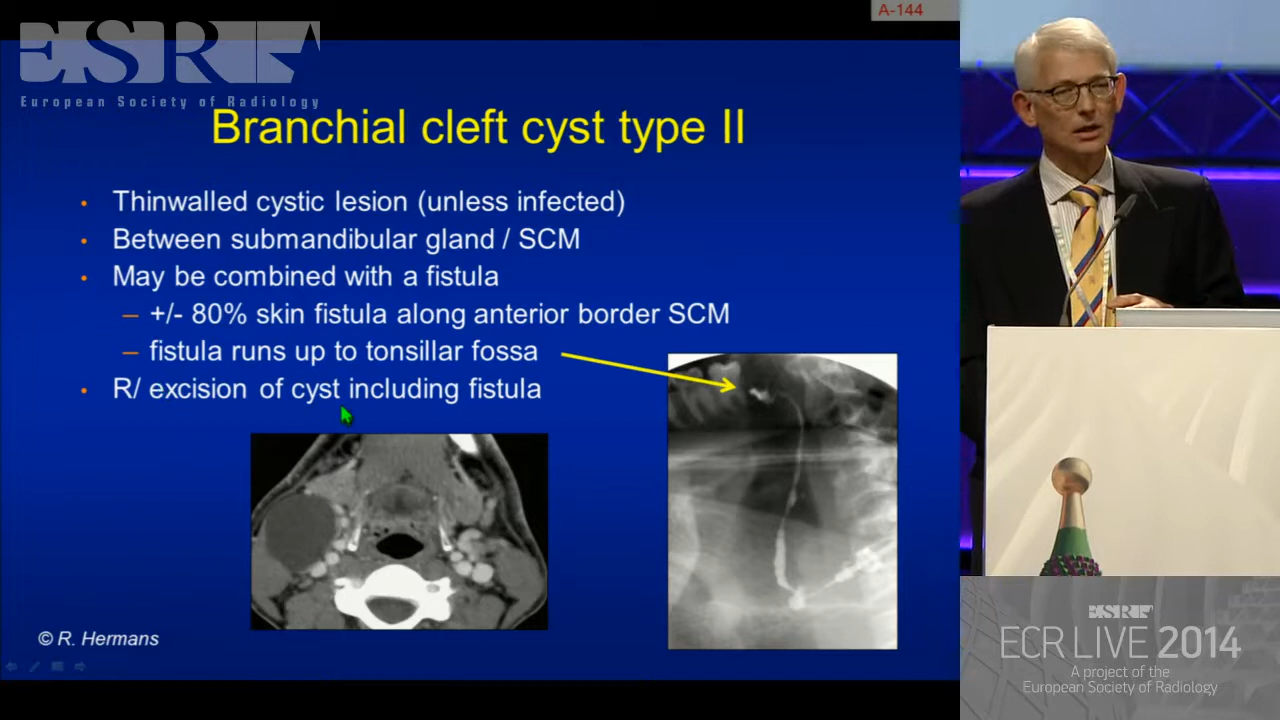 A-144
ESR
European Society of Radiology
Branchial cleft cyst type II
• Thinwalled cystic lesion (unless infected)
• Between submandibular gland / SCM
• May be combined with a fistula
– +/- 80% skin fistula along anterior border SCM
– fistula runs up to tonsillar fossa
• R/ excision of cyst including fistula
© R. Hermans
ESR
ECR LIVE 2014
A project of the
European Society of Radiology